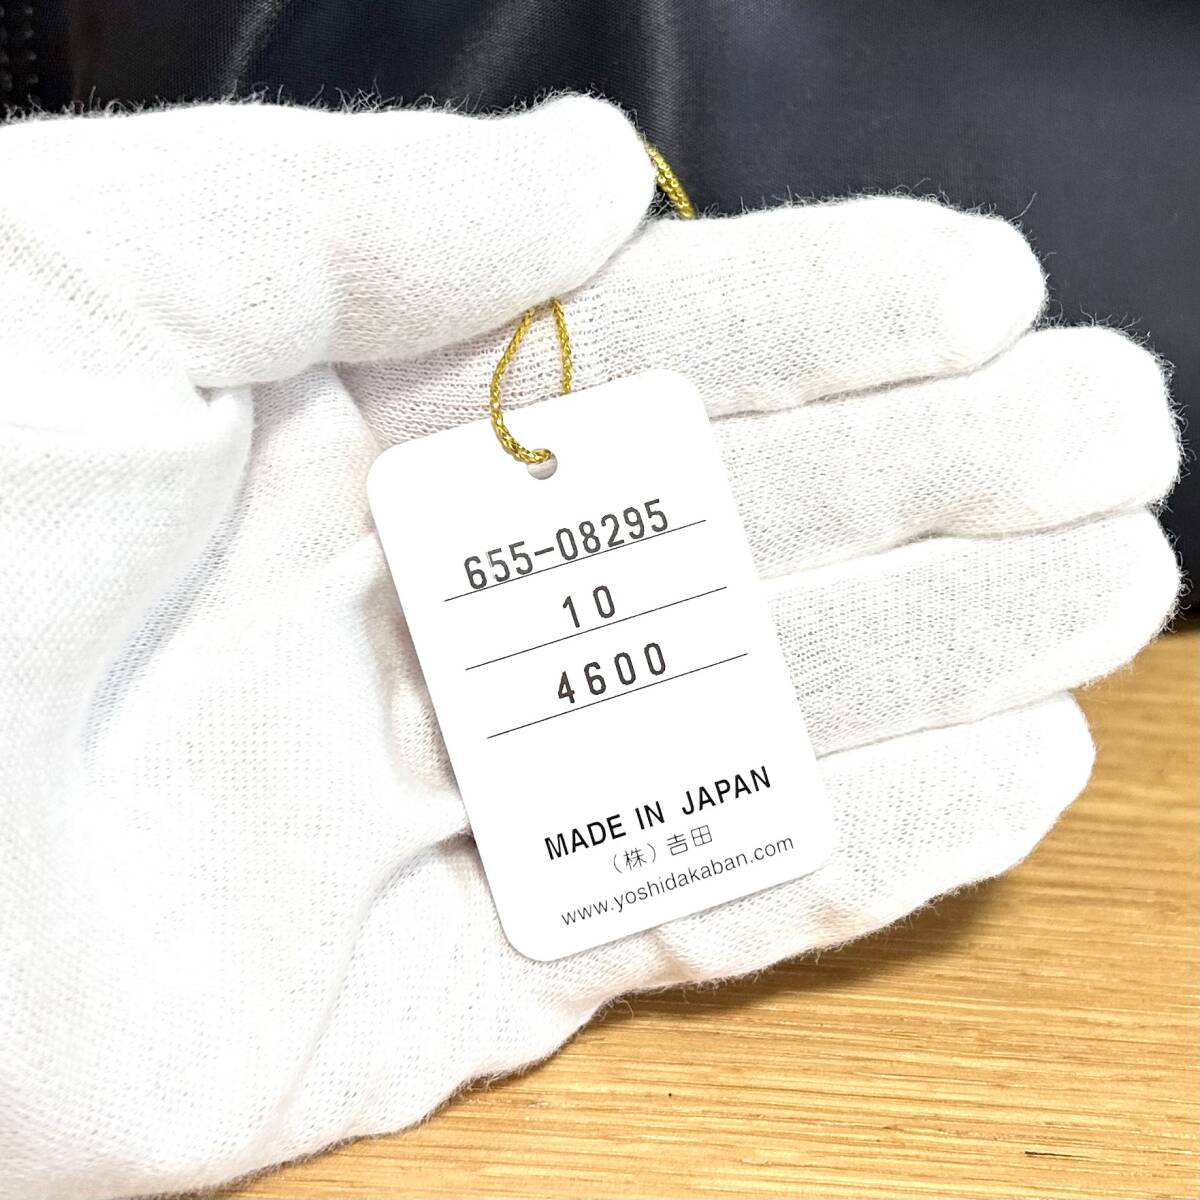 655-08295
10
4600
MADE IN JAPAN
(株)吉田
www.yoshidakaban.com